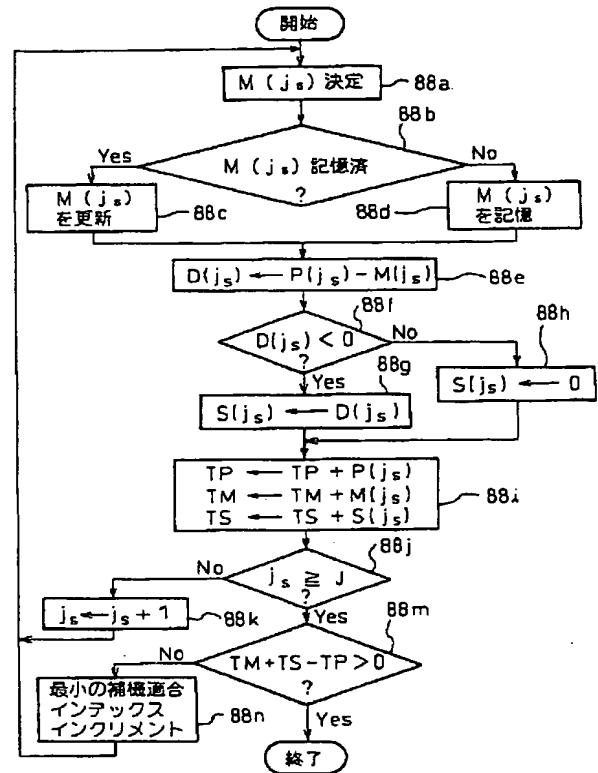 開始
M (js) 決定
88a
88b
Yes
M (js) 記憶済
?
No
M (js)
を更新
88c
88d
M (js)
を記憶
D(js) ← P(js) - M(js)
88e
88f
D(js) < 0
?
No
88h
Yes
88g
S(js) ← D(js)
S(js) ← 0
TP ← TP + P(js)
TM ← TM + M(js)
TS ← TS + S(js)
88i
88j
No
js ≧ J
?
js ← js + 1
88k
Yes
88m
No
TM+TS-TP>0
?
最小の補機適合
インデックス
インクリメント
88n
Yes
終了